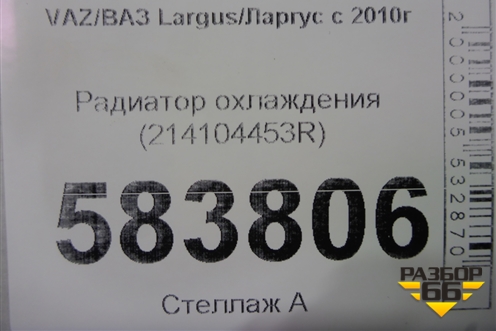 VAZ/ВАЗ Largus/Ларгус с 2010г
Радиатор охлаждения
(214104453R)
583806
Стеллаж А
2000005532870
РАЗБОР
66